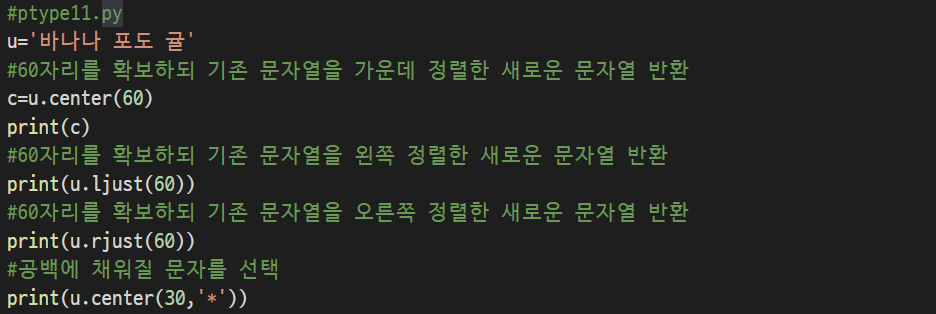 #ptype11.py
u='바나나 포도 귤'
#60자리를 확보하되 기존 문자열을 가운데 정렬한 새로운 문자열 반환
c=u.center(60)
print(c)
#60자리를 확보하되 기존 문자열을 왼쪽 정렬한 새로운 문자열 반환
print(u.ljust(60))
#60자리를 확보하되 기존 문자열을 오른쪽 정렬한 새로운 문자열 반환
print(u.rjust(60))
#공백에 채워질 문자를 선택
print(u.center(30,'*'))